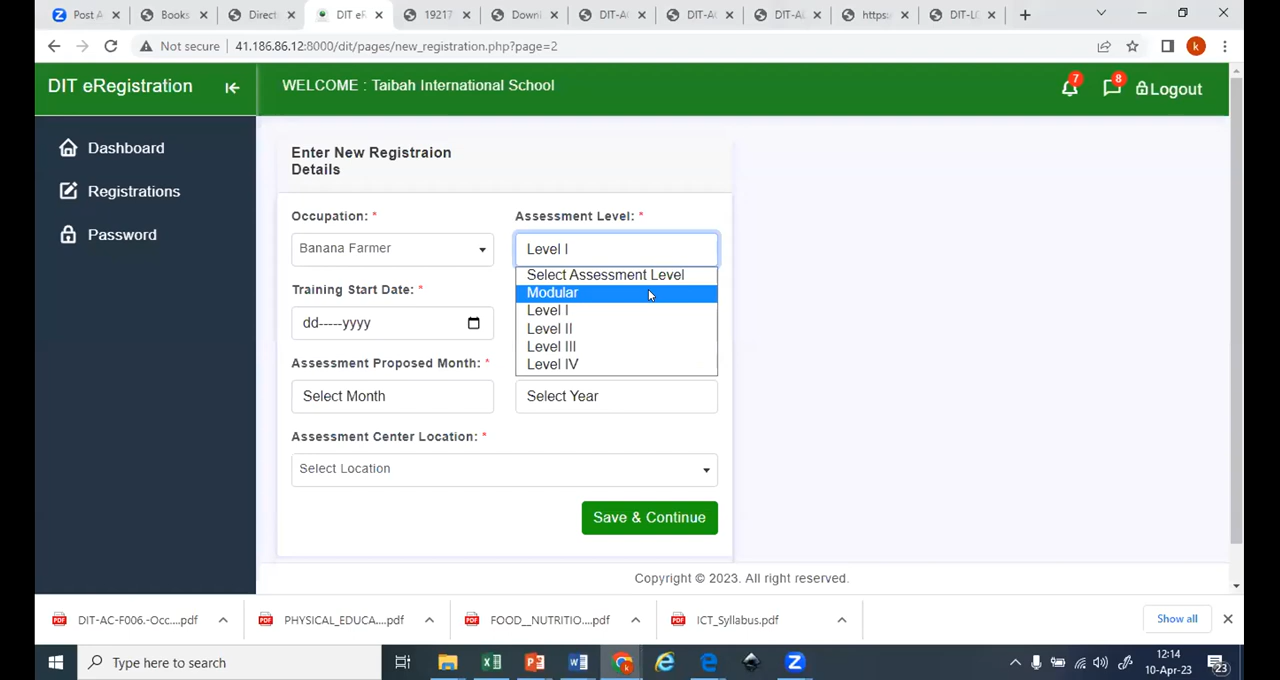 Post A
Books
Direct
DIT eR
19217
Downl
DIT-A
DIT-A
DIT-A
https:
DIT-L
Not secure
41.186.86.12:8000/dit/pages/new_registration.php?page=2
k
DIT eRegistration
WELCOME : Taibah International School
7
8
Logout
Dashboard
Registrations
Password
Enter New Registraion
Details
Occupation: *
Assessment Level: *
Banana Farmer
Level I
Select Assessment Level
Modular
Level I
Level II
Level III
Level IV
Training Start Date: *
dd-----yyyy
Assessment Proposed Month: *
Select Month
Select Year
Assessment Center Location: *
Select Location
Save & Continue
Copyright © 2023. All right reserved.
DIT-AC-F006.-Occ....pdf
PHYSICAL_EDUCA....pdf
FOOD__NUTRITIO....pdf
ICT_Syllabus.pdf
Show all
Type here to search
12:14
10-Apr-23
23